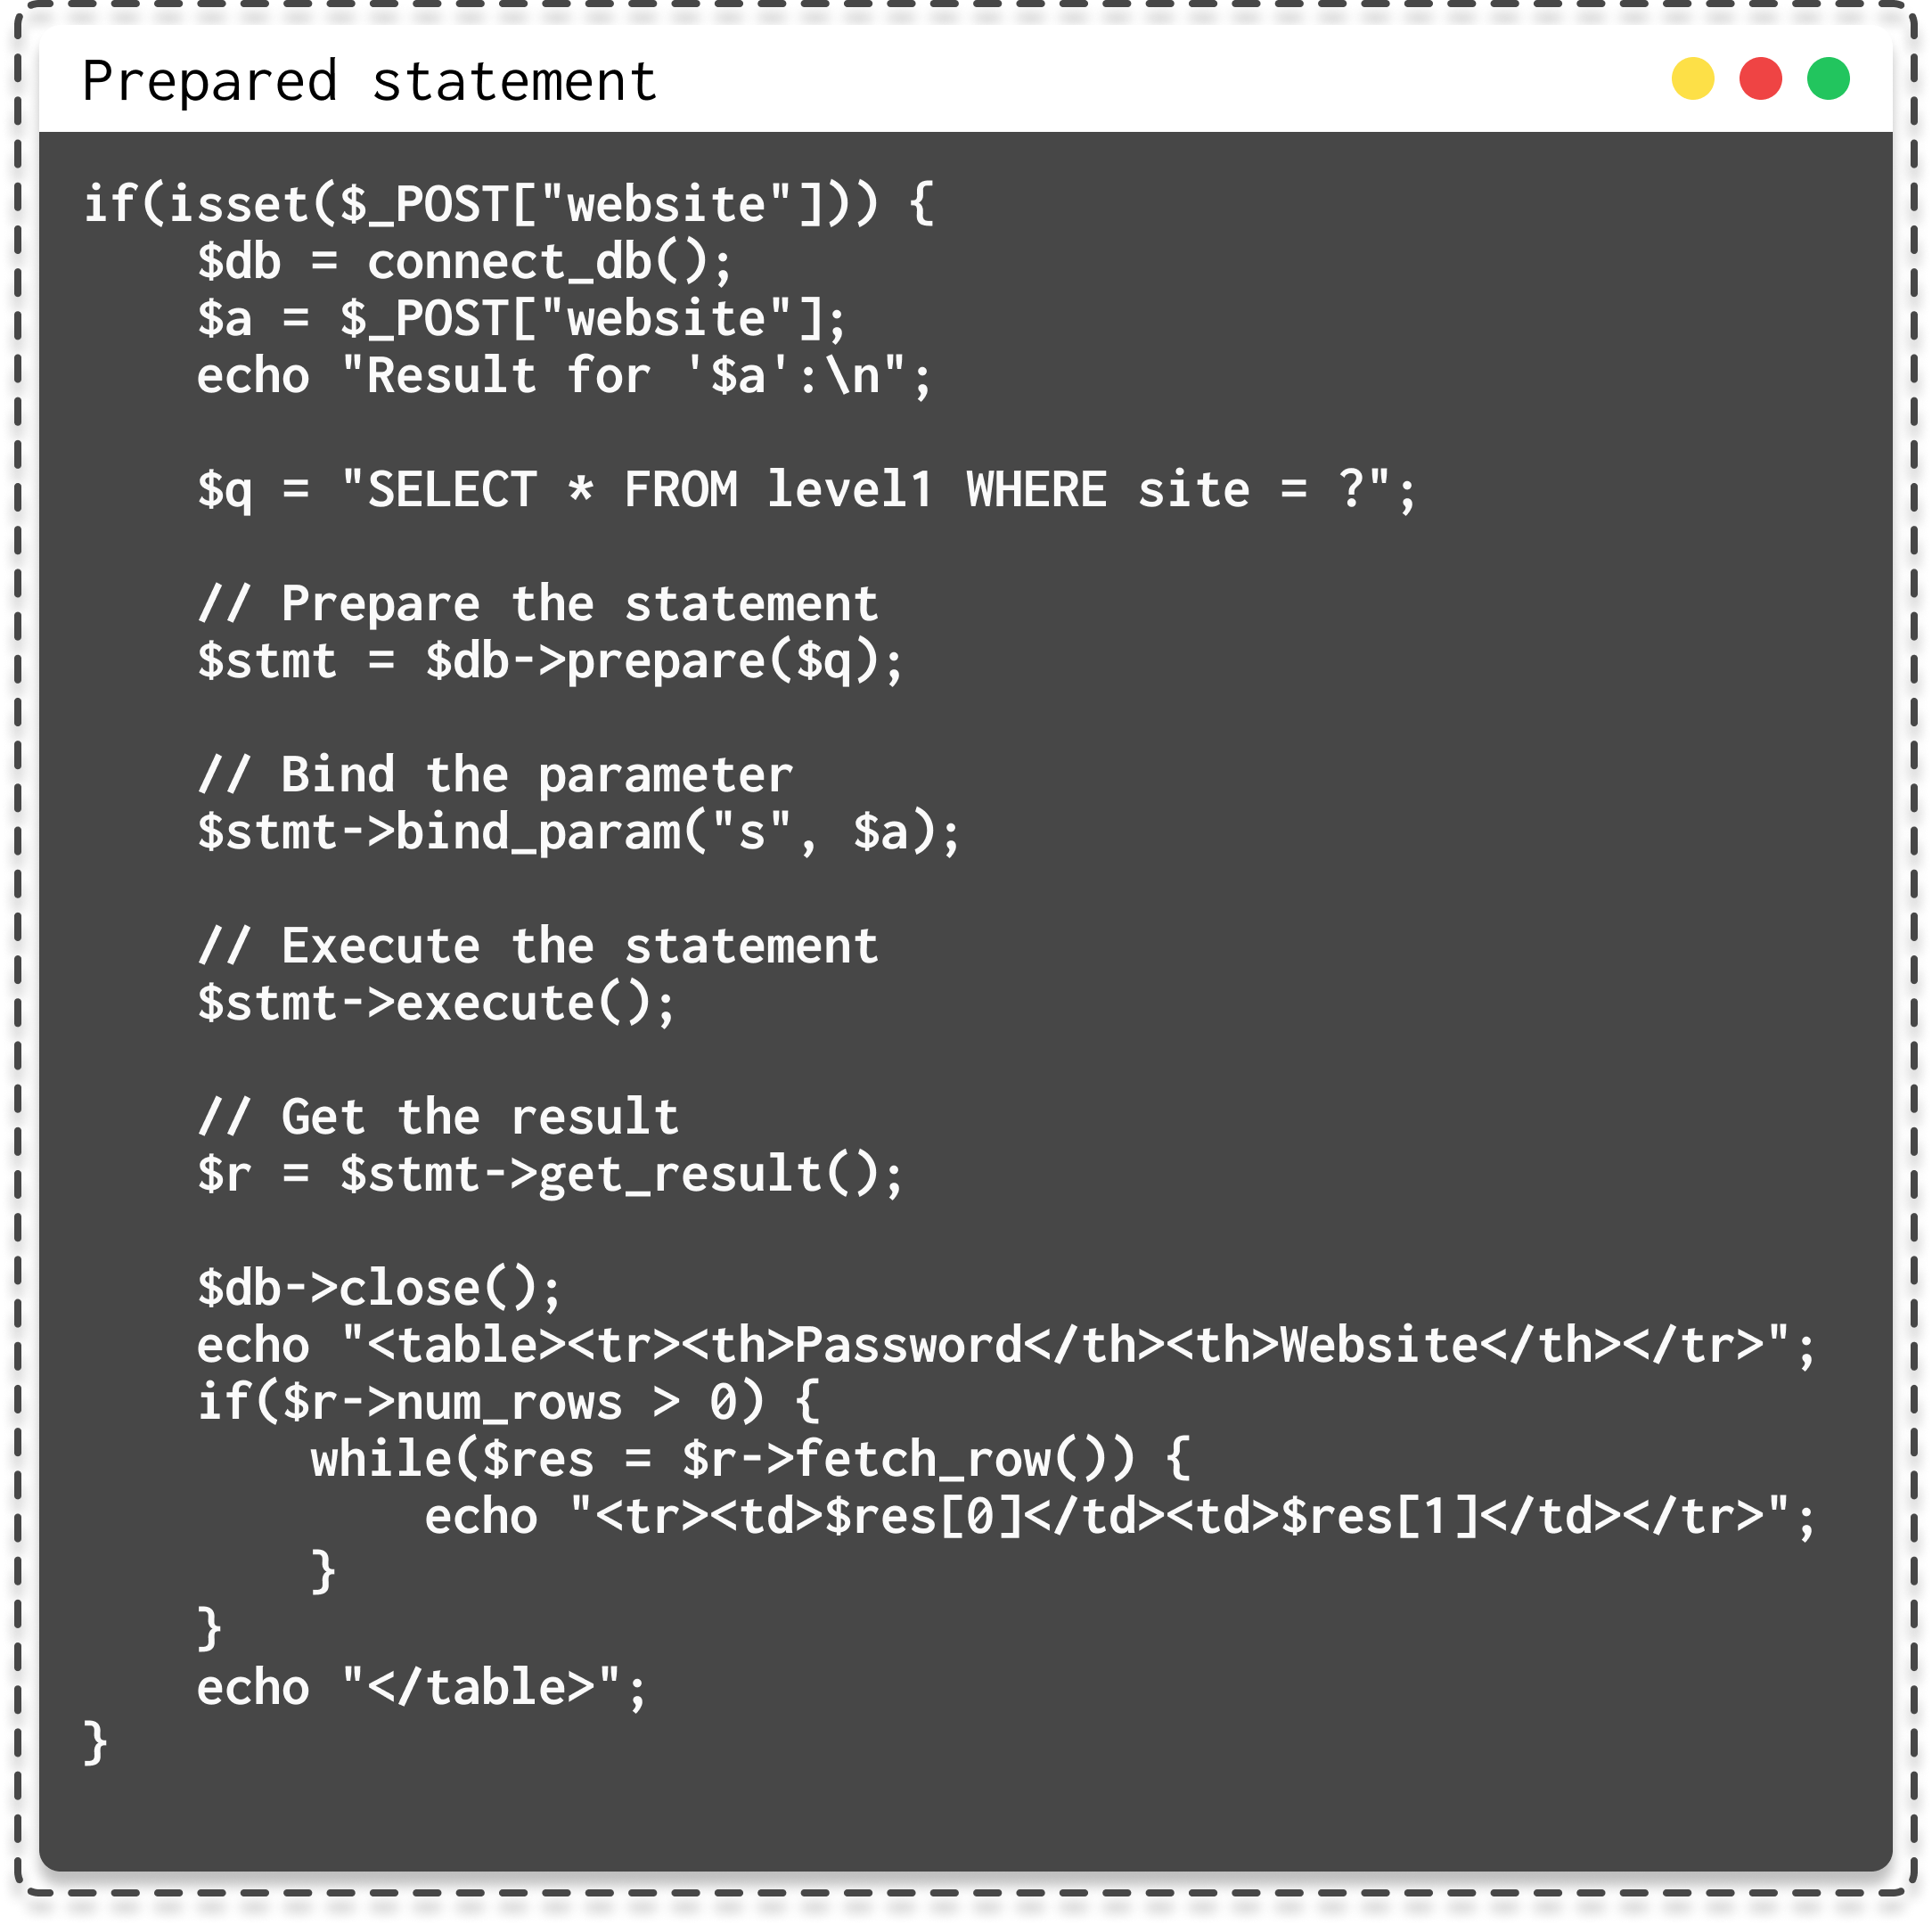 Prepared statement
if(isset($_POST["website"])) {
    $db = connect_db();
    $a = $_POST["website"];
    echo "Result for '$a':\n";

    $q = "SELECT * FROM level1 WHERE site = ?";

    // Prepare the statement
    $stmt = $db->prepare($q);

    // Bind the parameter
    $stmt->bind_param("s", $a);

    // Execute the statement
    $stmt->execute();

    // Get the result
    $r = $stmt->get_result();

    $db->close();
    echo "<table><tr><th>Password</th><th>Website</th></tr>";
    if($r->num_rows > 0) {
        while($res = $r->fetch_row()) {
            echo "<tr><td>$res[0]</td><td>$res[1]</td></tr>";
        }
    }
    echo "</table>";
}